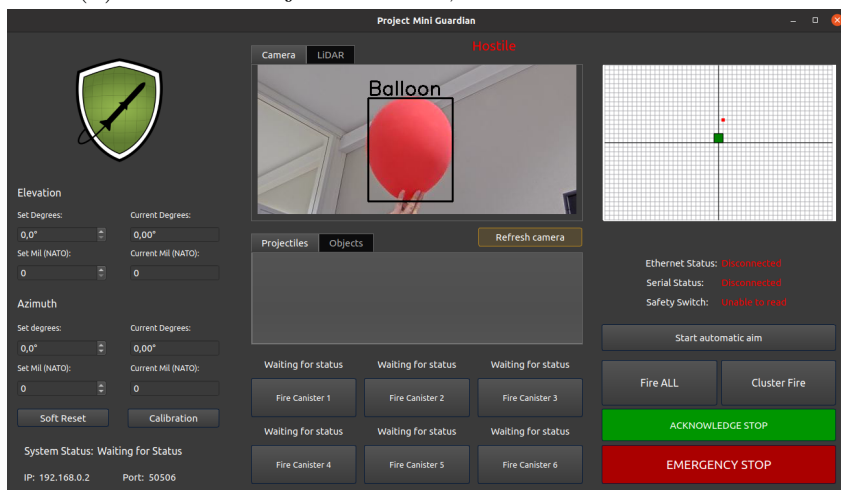 Project Mini Guardian
Camera LiDAR
Hostile
Balloon
Elevation
Set Degrees: Current Degrees:
0,0° 0,00°
Set Mil (NATO): Current Mil (NATO):
0 0
Azimuth
Set degrees: Current Degrees:
0,0° 0,00°
Set Mil (NATO): Current Mil (NATO):
0 0
Soft Reset Calibration
System Status: Waiting for Status
IP: 192.168.0.2 Port: 50506
Projectiles Objects
Refresh camera
Waiting for status Waiting for status Waiting for status
Fire Canister 1 Fire Canister 2 Fire Canister 3
Waiting for status Waiting for status Waiting for status
Fire Canister 4 Fire Canister 5 Fire Canister 6
Ethernet Status: Disconnected
Serial Status: Disconnected
Safety Switch: Unable to read
Start automatic aim
Fire ALL Cluster Fire
ACKNOWLEDGE STOP
EMERGENCY STOP